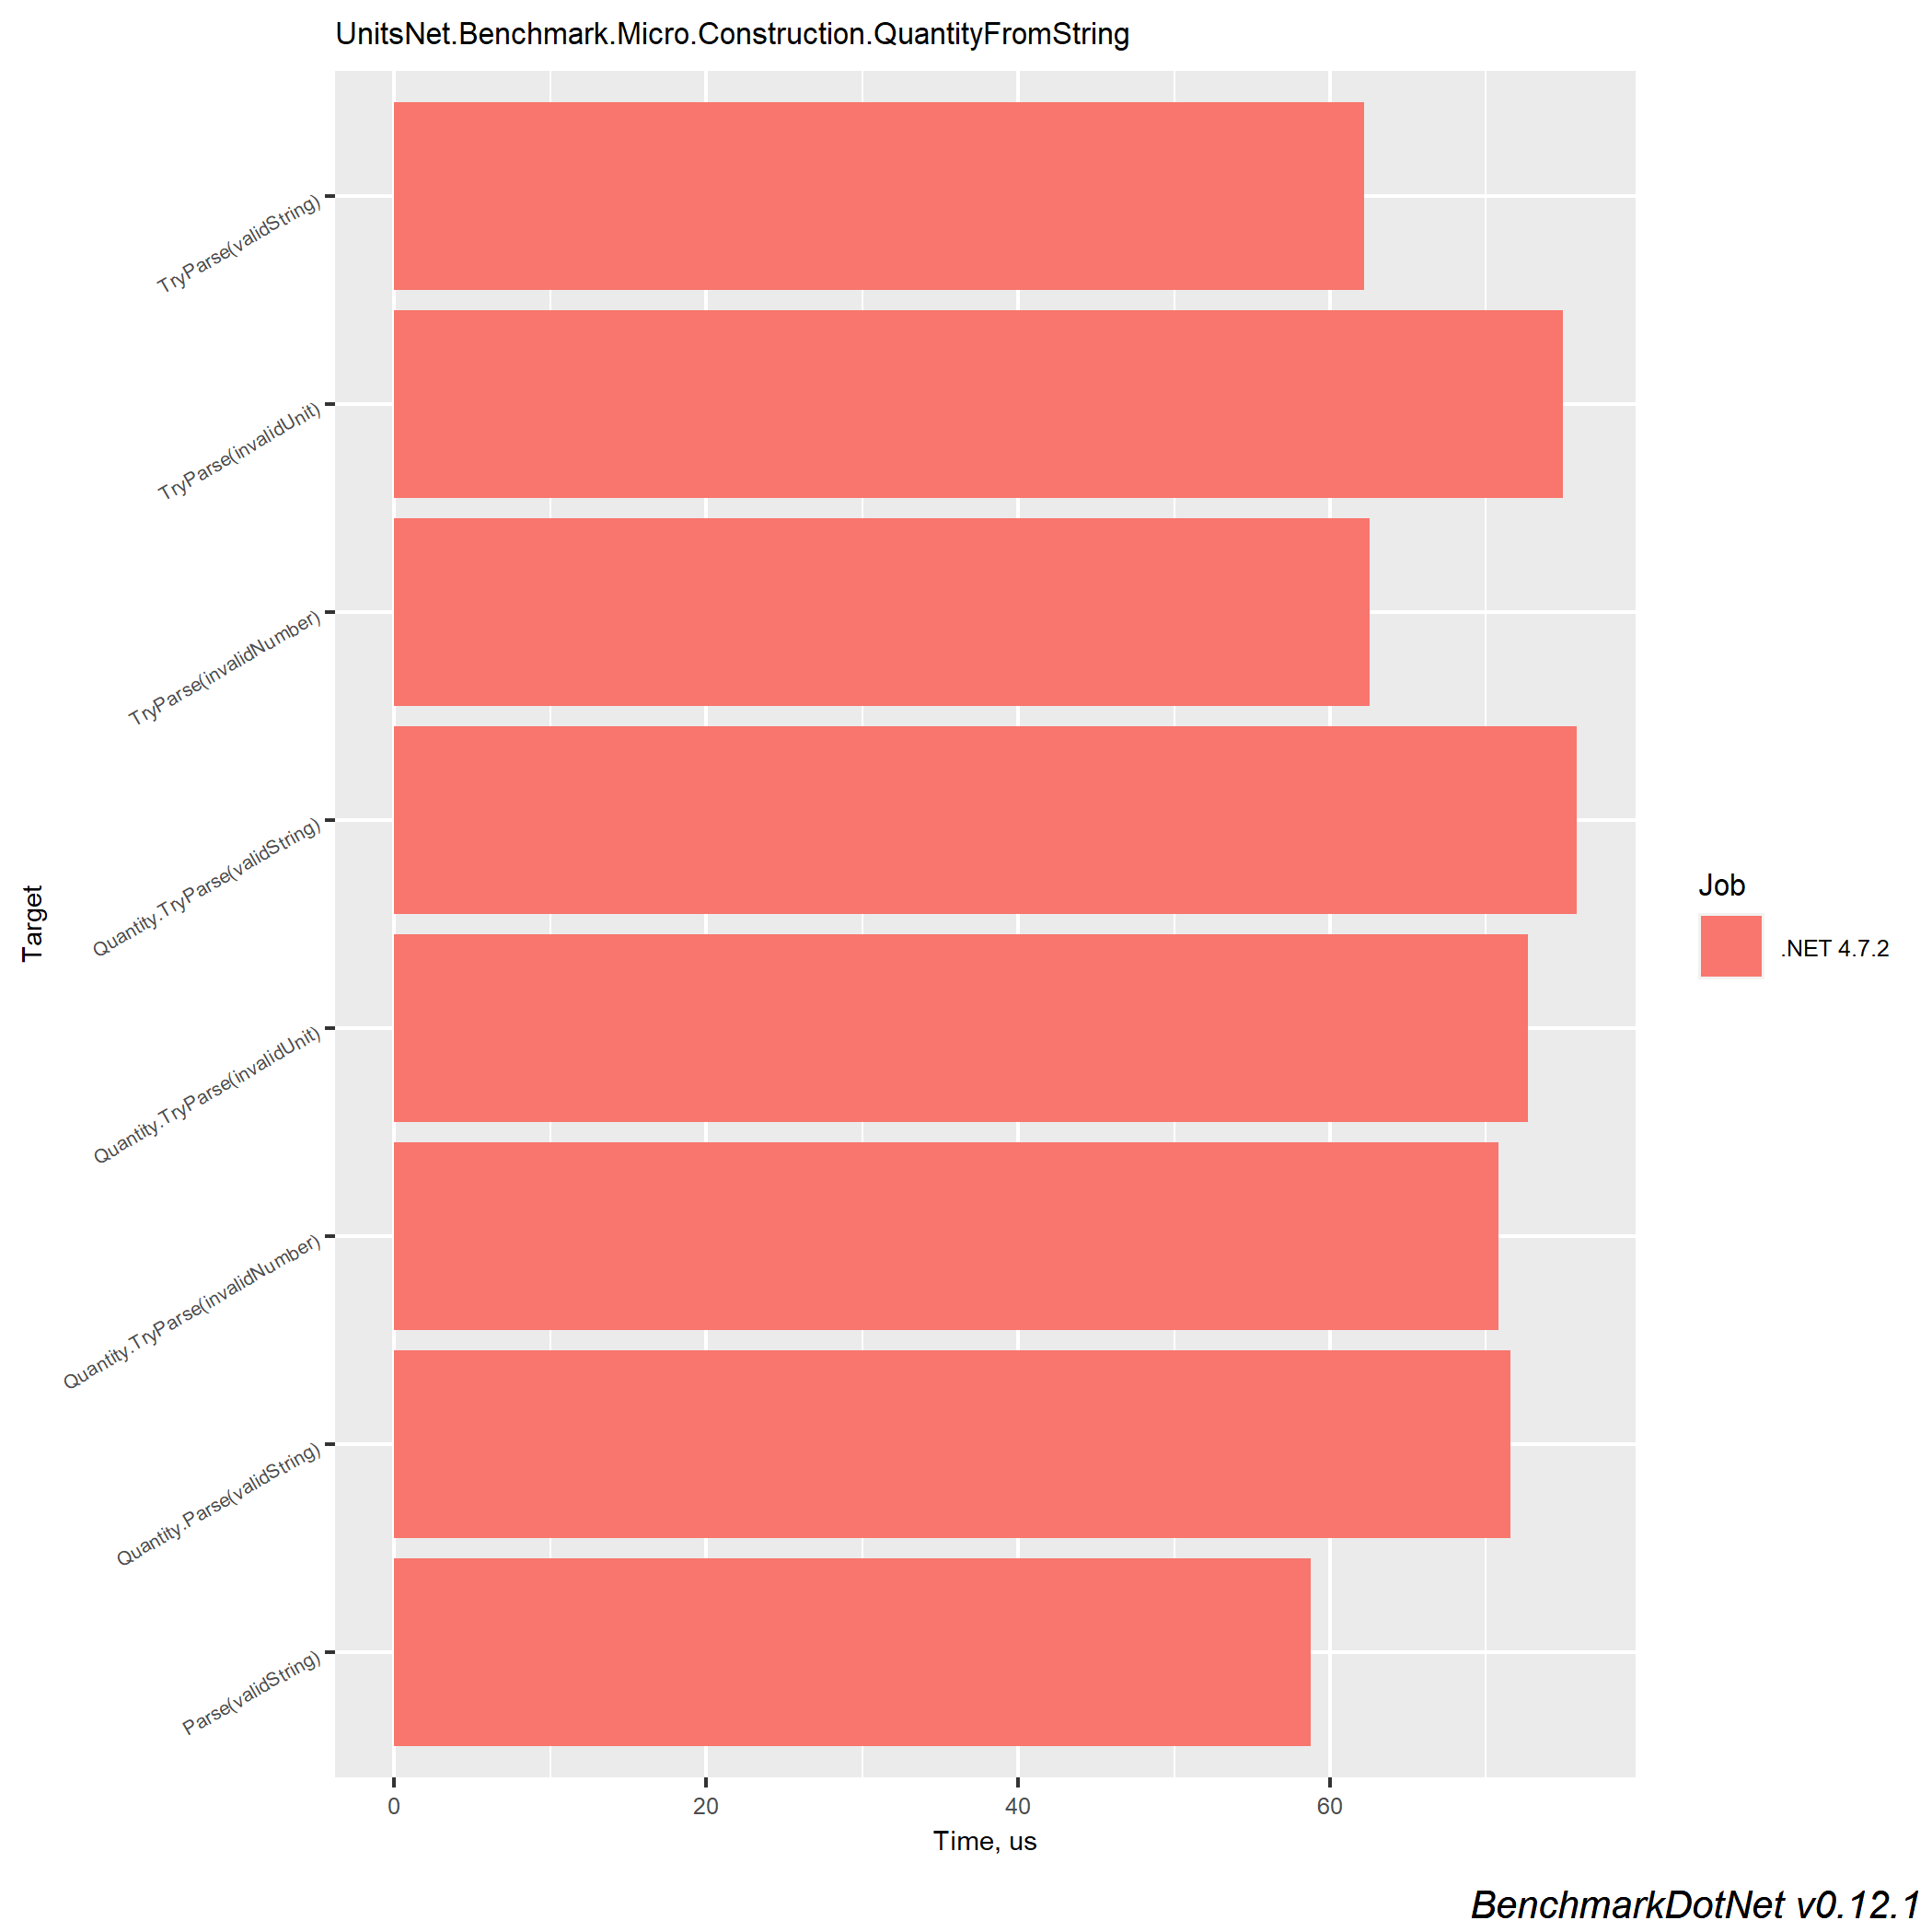 UnitsNet.Benchmark.Micro.Construction.QuantityFromString
Target
TryParse(validString)
TryParse(invalidUnit)
TryParse(invalidNumber)
Quantity.TryParse(validString)
Quantity.TryParse(invalidUnit)
Quantity.TryParse(invalidNumber)
Quantity.Parse(validString)
Parse(validString)
0 20 40 60
Time, us
Job
.NET 4.7.2
BenchmarkDotNet v0.12.1